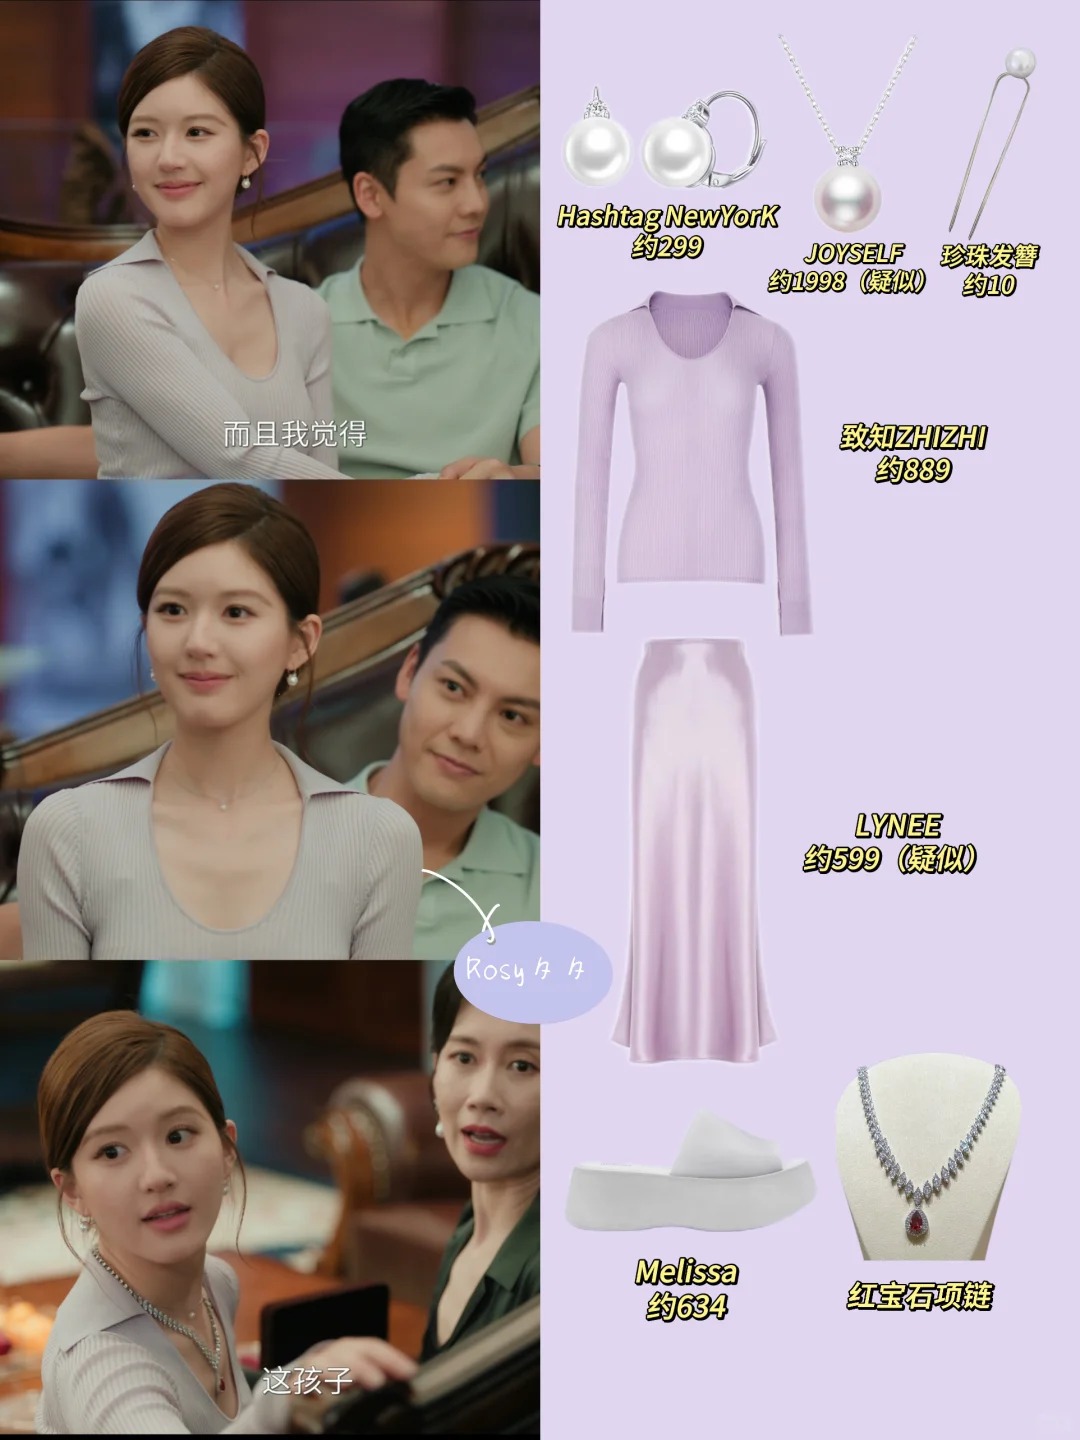 Hashtag NewYorK
约299
JOYSELF
约1998（疑似）
珍珠发簪
约10
而且我觉得
致知ZHIZHI
约889
LYNEE
约599（疑似）
Rosy夕夕
Melissa
约634
红宝石项链
这孩子